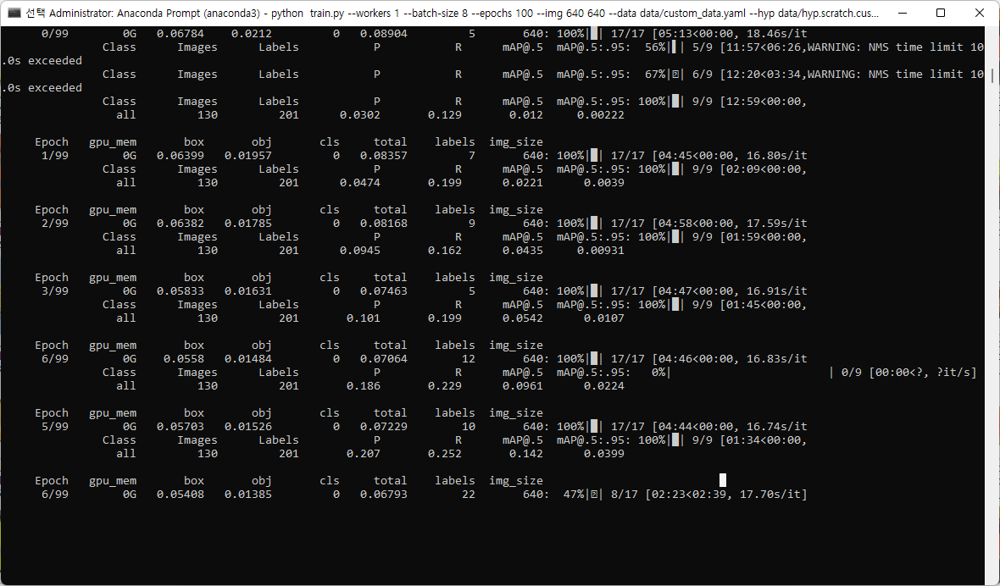 선택 Administrator: Anaconda Prompt (anaconda3) - python  train.py --workers 1 --batch-size 8 --epochs 100 --img 640 640 --data data/custom_data.yaml --hyp data/hyp.scratch.cus...
0/99 0G 0.06784 0.0212 0 0.08904 5 640: 100%|█| 17/17 [05:13<00:00, 18.46s/it
Class Images Labels P R mAP@.5 mAP@.5:.95: 56%|▌| 5/9 [11:57<06:26,WARNING: NMS time limit 10
.0s exceeded
Class Images Labels P R mAP@.5 mAP@.5:.95: 67%|⍰| 6/9 [12:20<03:34,WARNING: NMS time limit 10
.0s exceeded
Class Images Labels P R mAP@.5 mAP@.5:.95: 100%|█| 9/9 [12:59<00:00,
all 130 201 0.0302 0.129 0.012 0.00222
Epoch gpu_mem box obj cls total labels img_size
1/99 0G 0.06399 0.01957 0 0.08357 7 640: 100%|█| 17/17 [04:45<00:00, 16.80s/it
Class Images Labels P R mAP@.5 mAP@.5:.95: 100%|█| 9/9 [02:09<00:00,
all 130 201 0.0474 0.199 0.0221 0.0039
Epoch gpu_mem box obj cls total labels img_size
2/99 0G 0.06382 0.01785 0 0.08168 9 640: 100%|█| 17/17 [04:58<00:00, 17.59s/it
Class Images Labels P R mAP@.5 mAP@.5:.95: 100%|█| 9/9 [01:59<00:00,
all 130 201 0.0945 0.162 0.0435 0.00931
Epoch gpu_mem box obj cls total labels img_size
3/99 0G 0.05833 0.01631 0 0.07463 5 640: 100%|█| 17/17 [04:47<00:00, 16.91s/it
Class Images Labels P R mAP@.5 mAP@.5:.95: 100%|█| 9/9 [01:45<00:00,
all 130 201 0.101 0.199 0.0542 0.0107
Epoch gpu_mem box obj cls total labels img_size
6/99 0G 0.0558 0.01484 0 0.07064 12 640: 100%|█| 17/17 [04:46<00:00, 16.83s/it
Class Images Labels P R mAP@.5 mAP@.5:.95: 0%| | 0/9 [00:00<?, ?it/s]
all 130 201 0.186 0.229 0.0961 0.0224
Epoch gpu_mem box obj cls total labels img_size
5/99 0G 0.05703 0.01526 0 0.07229 10 640: 100%|█| 17/17 [04:44<00:00, 16.74s/it
Class Images Labels P R mAP@.5 mAP@.5:.95: 100%|█| 9/9 [01:34<00:00,
all 130 201 0.207 0.252 0.142 0.0399
Epoch gpu_mem box obj cls total labels img_size
6/99 0G 0.05408 0.01385 0 0.06793 22 640: 47%|⍰| 8/17 [02:23<02:39, 17.70s/it]